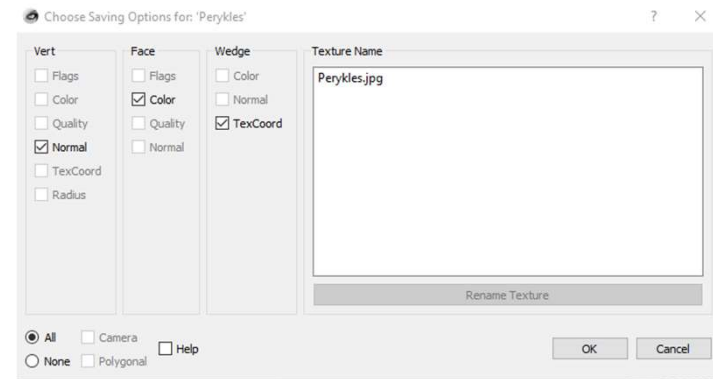 Choose Saving Options for: 'Perykles'
? 
Vert
Flags
Color
Quality
Normal
TexCoord
Radius
Face
Flags
Color
Quality
Normal
Wedge
Color
Normal
TexCoord
Texture Name
Perykles.jpg
Rename Texture
All
None
Camera
Polygonal
Help
OK
Cancel